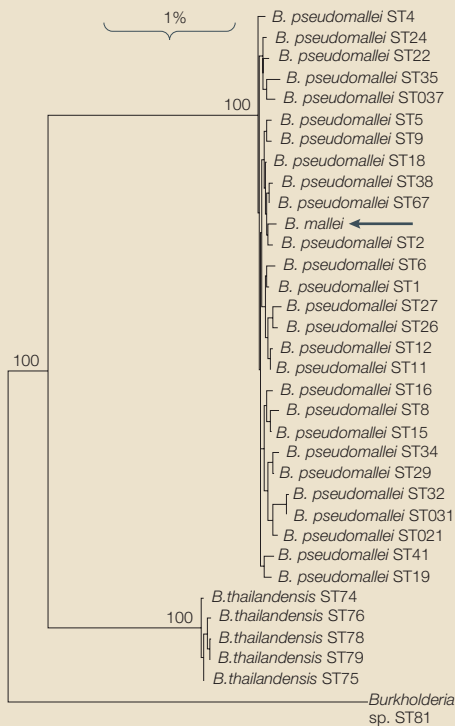 1%
B. pseudomallei ST4
B. pseudomallei ST24
B. pseudomallei ST22
B. pseudomallei ST35
B. pseudomallei ST037
100
B. pseudomallei ST5
B. pseudomallei ST9
B. pseudomallei ST18
B. pseudomallei ST38
B. pseudomallei ST67
B. mallei
B. pseudomallei ST2
B. pseudomallei ST6
B. pseudomallei ST1
B. pseudomallei ST27
B. pseudomallei ST26
B. pseudomallei ST12
100
B. pseudomallei ST11
B. pseudomallei ST16
B. pseudomallei ST8
B. pseudomallei ST15
B. pseudomallei ST34
B. pseudomallei ST29
B. pseudomallei ST32
B. pseudomallei ST031
B. pseudomallei ST021
B. pseudomallei ST41
B. pseudomallei ST19
B.thailandensis ST74
100
B.thailandensis ST76
B.thailandensis ST78
B.thailandensis ST79
B.thailandensis ST75
Burkholderia
sp. ST81